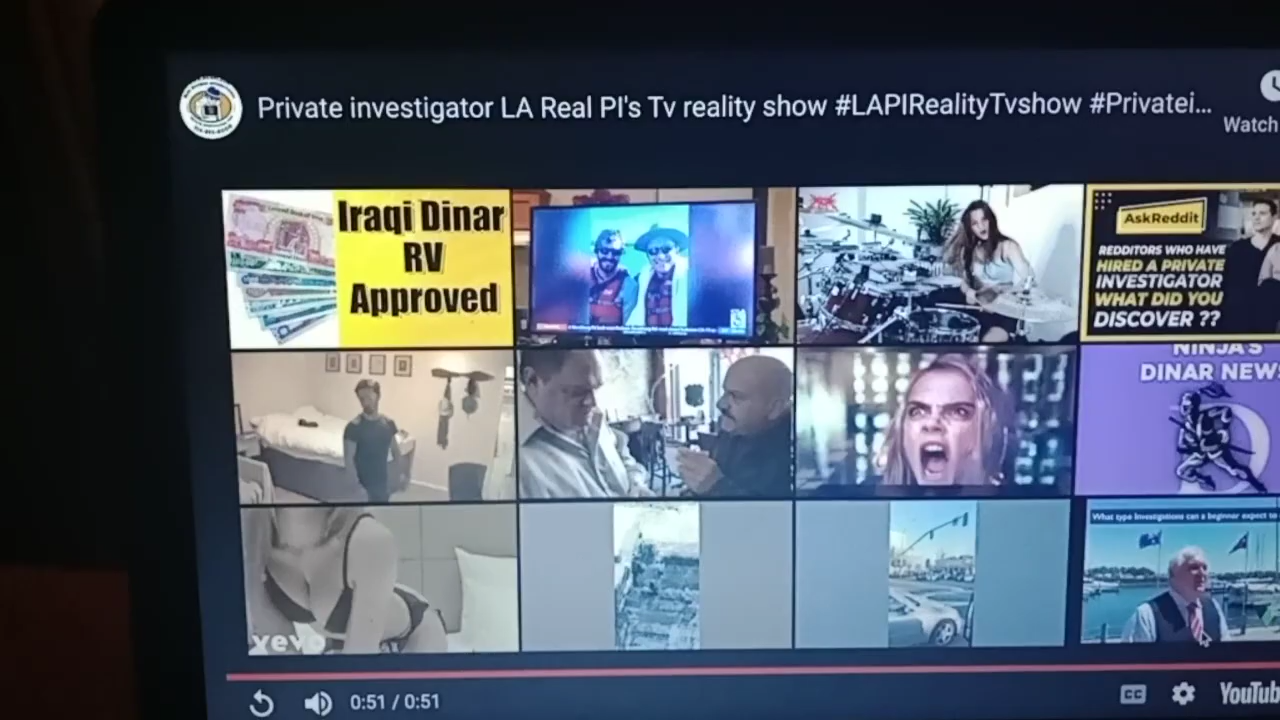 Private investigator LA Real PI's Tv reality show #LAPIRealityTvshow #Privatei...
Watch
Iraqi Dinar
RV
Approved
AskReddit
REDDITORS WHO HAVE
HIRED A PRIVATE
INVESTIGATOR
WHAT DID YOU
DISCOVER ??
NINJA'S
DINAR NEWS
vevo
What type Investigations can a beginner expect to
0:51 / 0:51
CC
YouTub